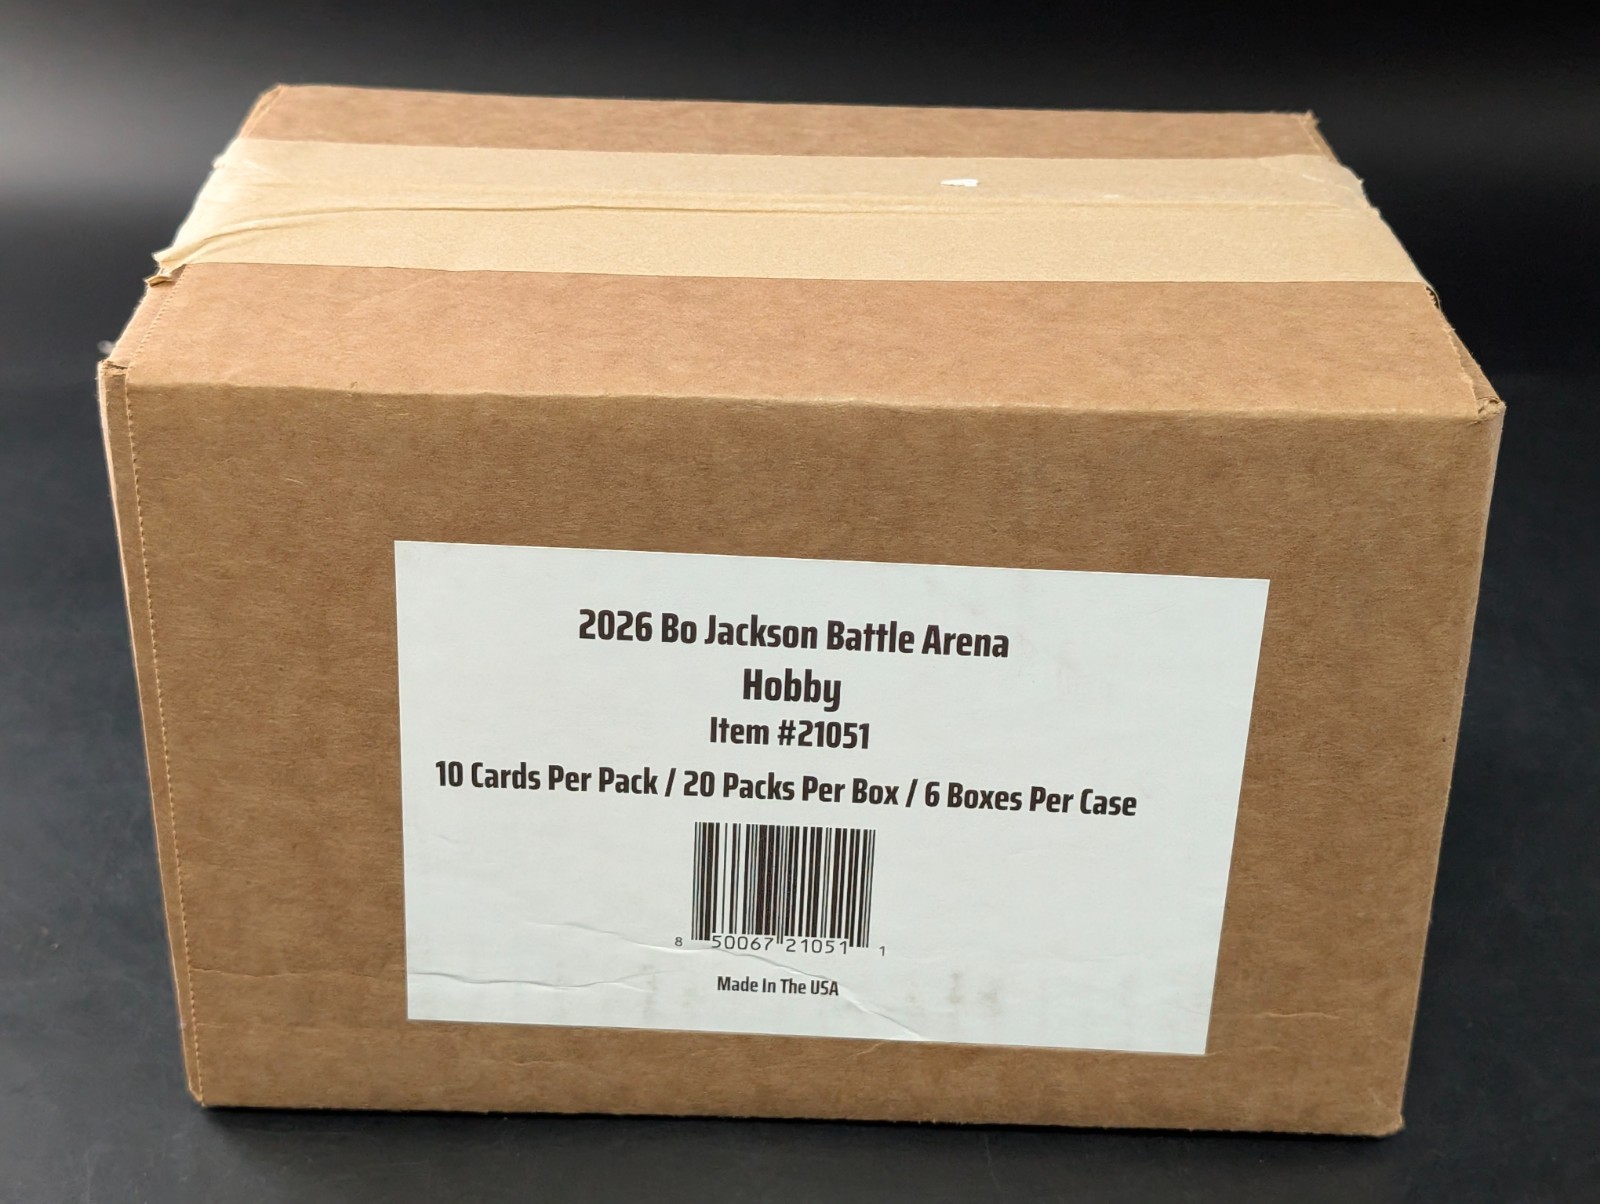 2026 Bo Jackson Battle Arena
Hobby
Item #21051
10 Cards Per Pack / 20 Packs Per Box / 6 Boxes Per Case
8 50067 21051 1
Made In The USA